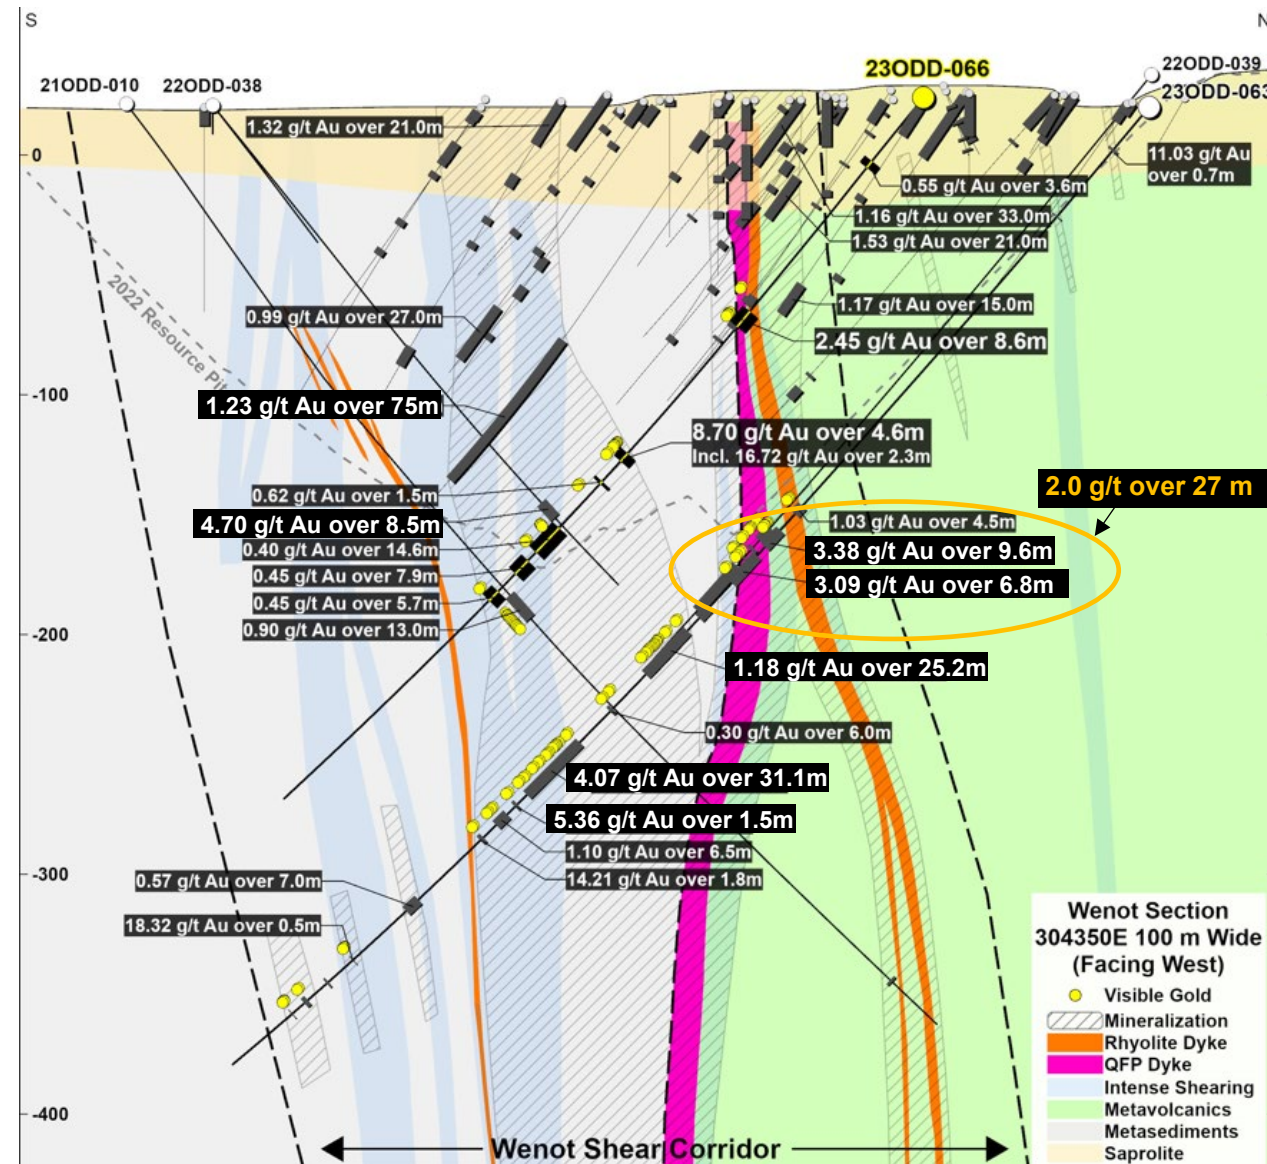 S
N
21ODD-010
22ODD-038
23ODD-066
22ODD-039
23ODD-063
1.32 g/t Au over 21.0m
0
11.03 g/t Au
over 0.7m
0.55 g/t Au over 3.6m
1.16 g/t Au over 33.0m
1.53 g/t Au over 21.0m
2022 Resource Pit
0.99 g/t Au over 27.0m
1.17 g/t Au over 15.0m
2.45 g/t Au over 8.6m
-100
1.23 g/t Au over 75m
8.70 g/t Au over 4.6m
Incl. 16.72 g/t Au over 2.3m
2.0 g/t over 27 m
0.62 g/t Au over 1.5m
4.70 g/t Au over 8.5m
1.03 g/t Au over 4.5m
0.40 g/t Au over 14.6m
3.38 g/t Au over 9.6m
0.45 g/t Au over 7.9m
3.09 g/t Au over 6.8m
0.45 g/t Au over 5.7m
0.90 g/t Au over 13.0m
-200
1.18 g/t Au over 25.2m
0.30 g/t Au over 6.0m
4.07 g/t Au over 31.1m
5.36 g/t Au over 1.5m
1.10 g/t Au over 6.5m
-300
14.21 g/t Au over 1.8m
0.57 g/t Au over 7.0m
18.32 g/t Au over 0.5m
Wenot Section
304350E 100 m Wide
(Facing West)
Visible Gold
Mineralization
Rhyolite Dyke
QFP Dyke
Intense Shearing
Metavolcanics
Metasediments
Saprolite
-400
Wenot Shear Corridor